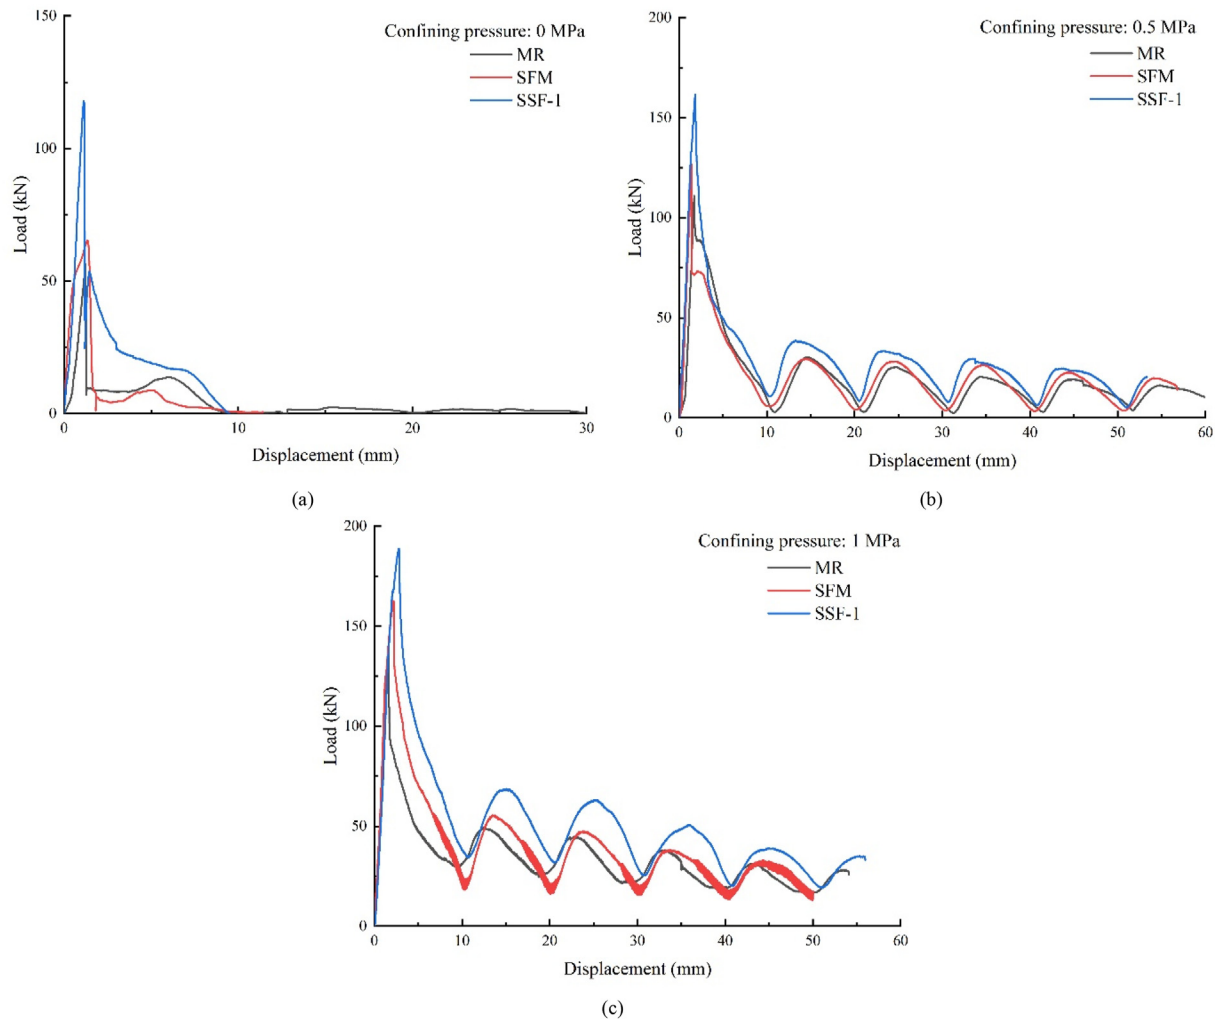 150
100
50
0
Load (kN)
Confining pressure: 0 MPa
MR
SFM
SSF-1
0
10
20
30
Displacement (mm)
(a)
200
150
100
50
0
Load (kN)
Confining pressure: 0.5 MPa
MR
SFM
SSF-1
0
10
20
30
40
50
60
Displacement (mm)
(b)
200
150
100
50
0
Load (kN)
Confining pressure: 1 MPa
MR
SFM
SSF-1
0
10
20
30
40
50
60
Displacement (mm)
(c)